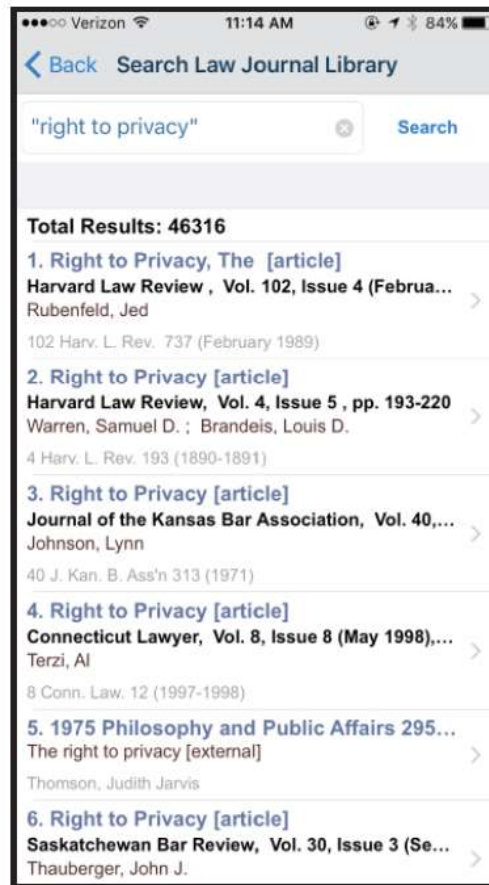 Verizon 11:14 AM 84%
Back Search Law Journal Library
"right to privacy" Search
Total Results: 46316
1. Right to Privacy, The [article]
Harvard Law Review , Vol. 102, Issue 4 (Februa...
Rubenfeld, Jed
102 Harv. L. Rev. 737 (February 1989)
2. Right to Privacy [article]
Harvard Law Review, Vol. 4, Issue 5 , pp. 193-220
Warren, Samuel D. ; Brandeis, Louis D.
4 Harv. L. Rev. 193 (1890-1891)
3. Right to Privacy [article]
Journal of the Kansas Bar Association, Vol. 40,...
Johnson, Lynn
40 J. Kan. B. Ass'n 313 (1971)
4. Right to Privacy [article]
Connecticut Lawyer, Vol. 8, Issue 8 (May 1998),...
Terzi, Al
8 Conn. Law. 12 (1997-1998)
5. 1975 Philosophy and Public Affairs 295...
The right to privacy [external]
Thomson, Judith Jarvis
6. Right to Privacy [article]
Saskatchewan Bar Review, Vol. 30, Issue 3 (Se...
Thauberger, John J.